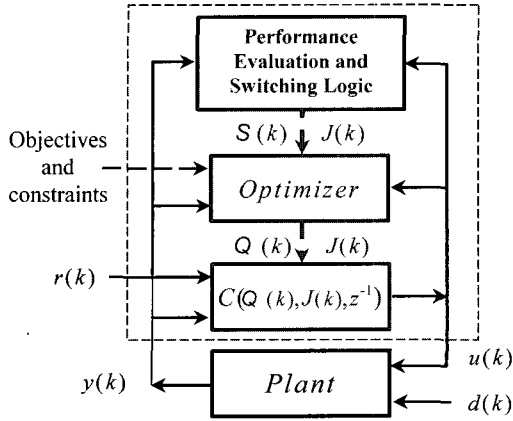 Performance
Evaluation and
Switching Logic
S(k) J(k)
Objectives
and
constraints
Optimizer
Q (k) J(k)
r(k)
C(Q (k), J(k), z⁻¹)
u(k)
y(k)
Plant
d(k)